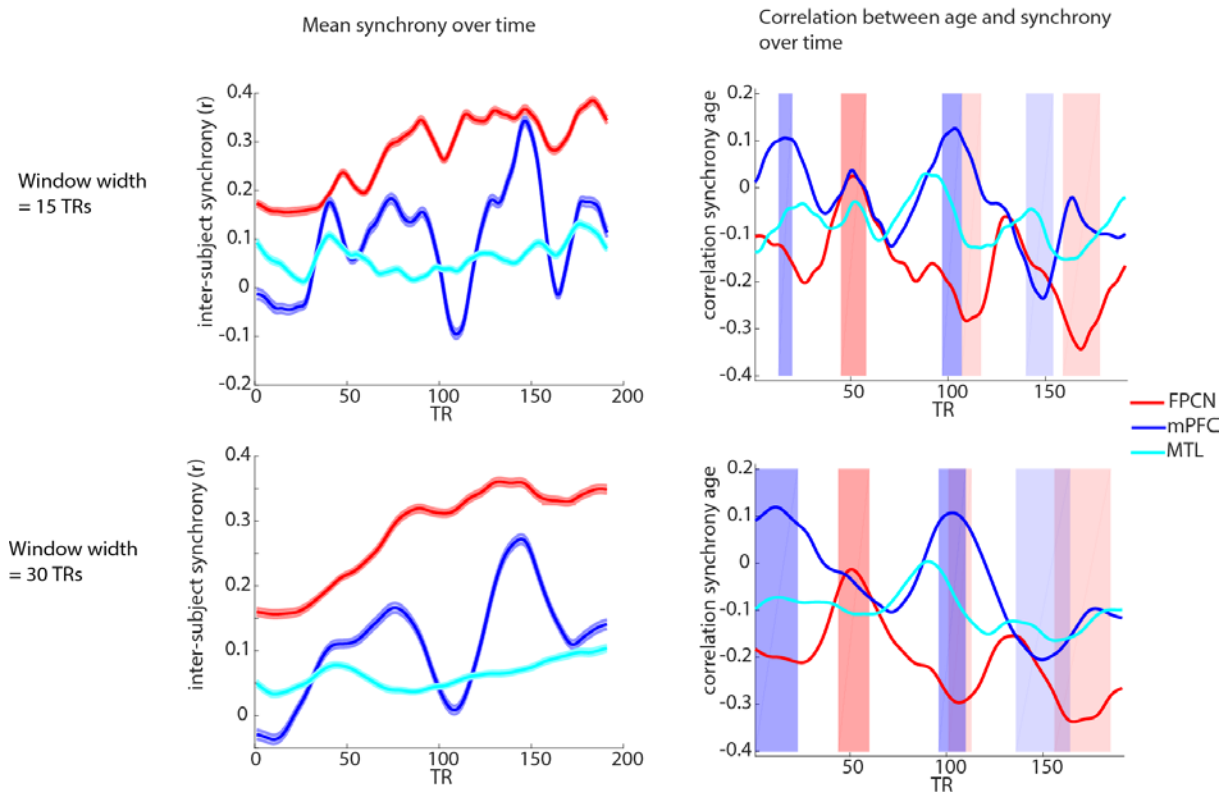 Mean synchrony over time
Correlation between age and synchrony
over time
Window width
= 15 TRs
inter-subject synchrony (r)
0.4
0.3
0.2
0.1
0
-0.1
-0.2
0
50
100
150
200
TR
correlation synchrony age
0.2
0.1
0
-0.1
-0.2
-0.3
-0.4
50
100
150
TR
FPCN
mPFC
MTL
Window width
= 30 TRs
inter-subject synchrony (r)
0.4
0.3
0.2
0.1
0
0
50
100
150
200
TR
correlation synchrony age
0.2
0.1
0
-0.1
-0.2
-0.3
-0.4
50
100
150
TR